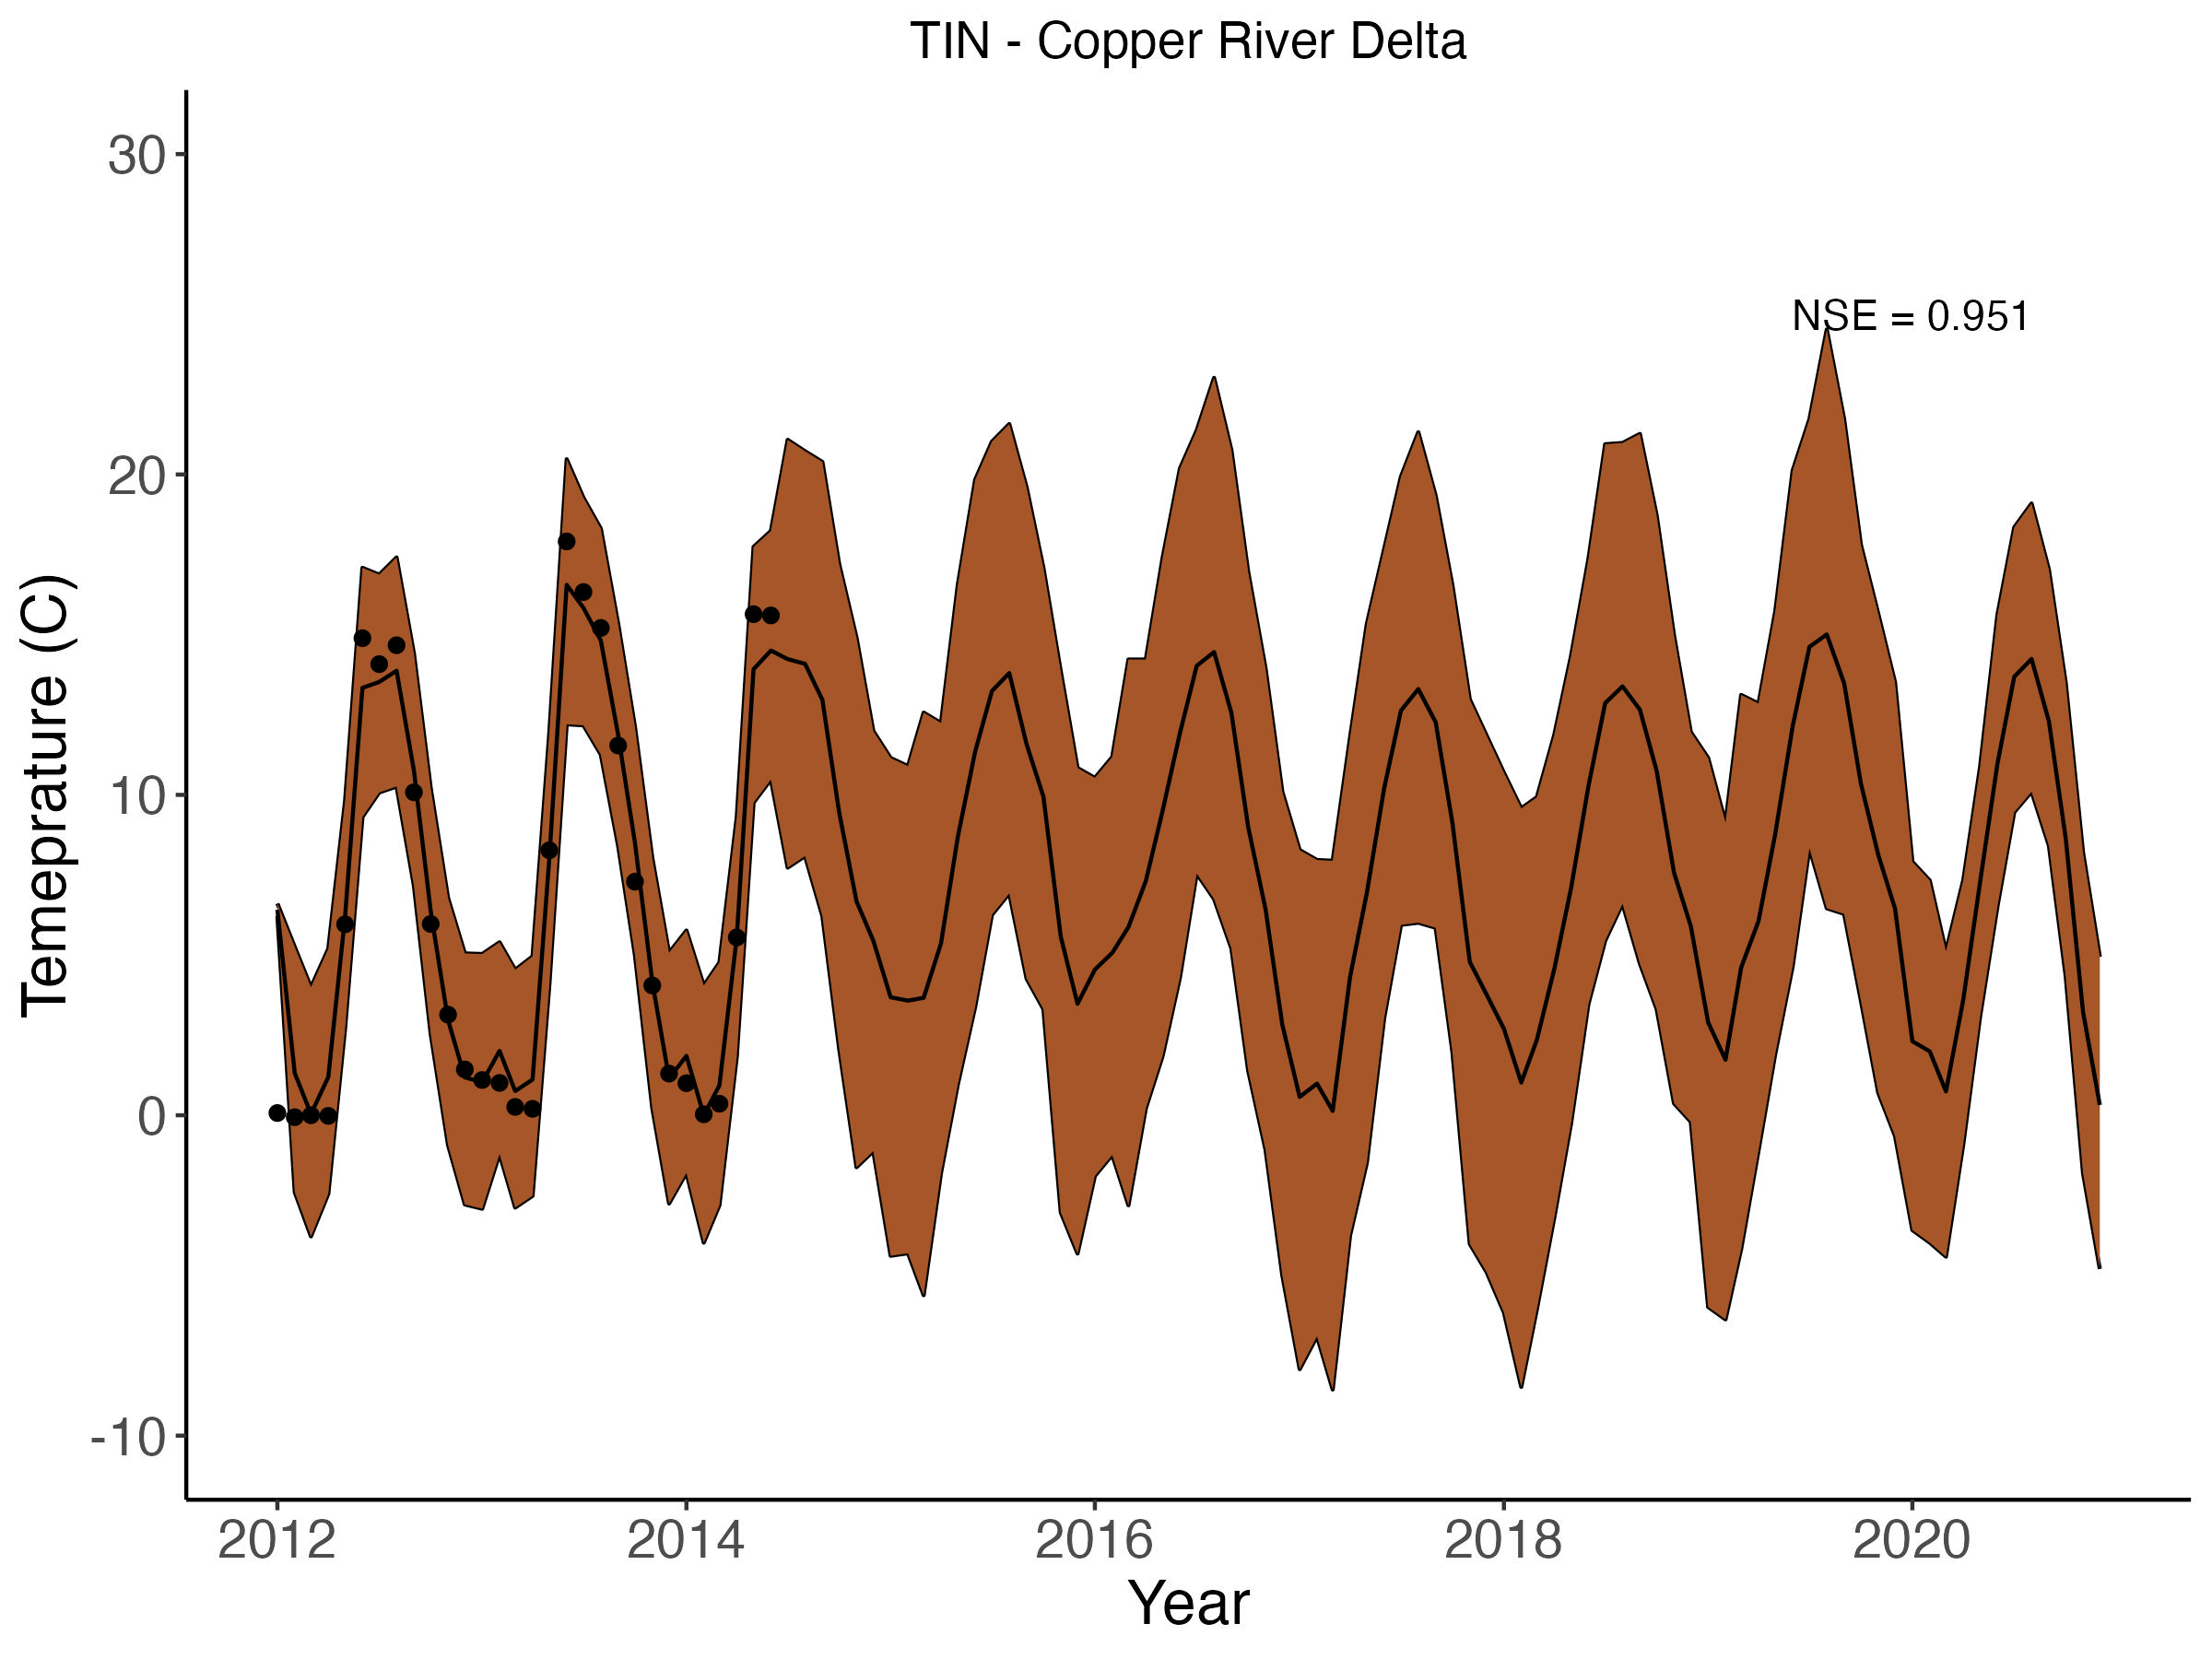 TIN - Copper River Delta
30
20
10
0
-10
Temeprature (C)
NSE = 0.951
2012
2014
2016
2018
2020
Year